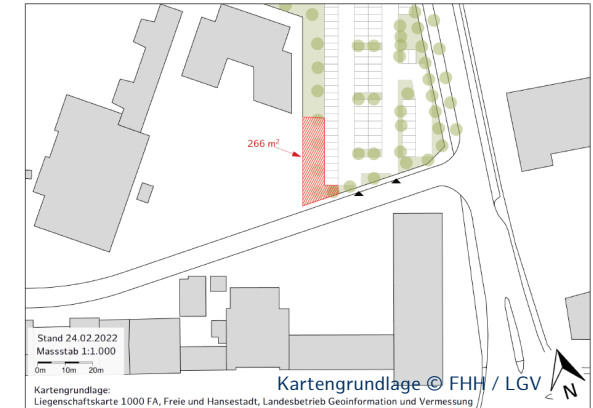 266 m²
Stand 24.02.2022
Massstab 1:1.000
0m 10m 20m
Kartengrundlage © FHH / LGV
N
Kartengrundlage:
Liegenschaftskarte 1000 FA, Freie und Hansestadt, Landesbetrieb Geoinformation und Vermessung